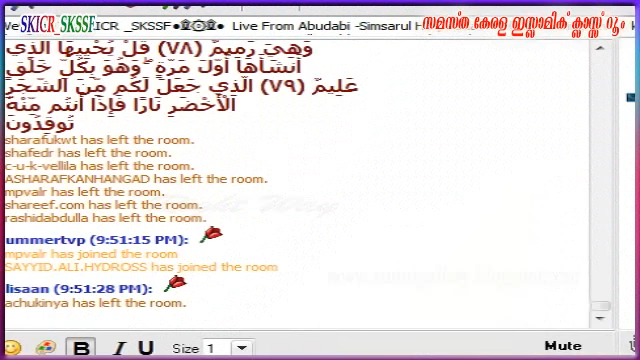 SKICR SKSSF
സമസ്ത കേരള ഇസ്ലാമിക് ക്ലാസ്സ് റൂം
We
KICR _SKSSF
Live From Abudabi -Simsarul H
وَهِيَ رَمِيمٌ (٧٨) قُلْ يُحْيِيهَا الَّذِي
أَنشَأَهَا أَوَّلَ مَرَّةٍ ۖ وَهُوَ بِكُلِّ خَلْقٍ
عَلِيمٌ (٧٩) الَّذِي جَعَلَ لَكُم مِّنَ الشَّجَرِ
الْأَخْضَرِ نَارًا فَإِذَا أَنتُم مِّنْهُ
تُوقِدُونَ
sharafukwt has left the room.
shafedr has left the room.
c-u-k-vellila has left the room.
ASHARAFKANHANGAD has left the room.
mpvalr has left the room.
shareef.com has left the room.
rashidabdulla has left the room.
ummertvp (9:51:15 PM):
mpvalr has joined the room
SAYYID.ALI.HYDROSS has joined the room
lisaan (9:51:28 PM):
achukinya has left the room.
B I U Size 1
Mute